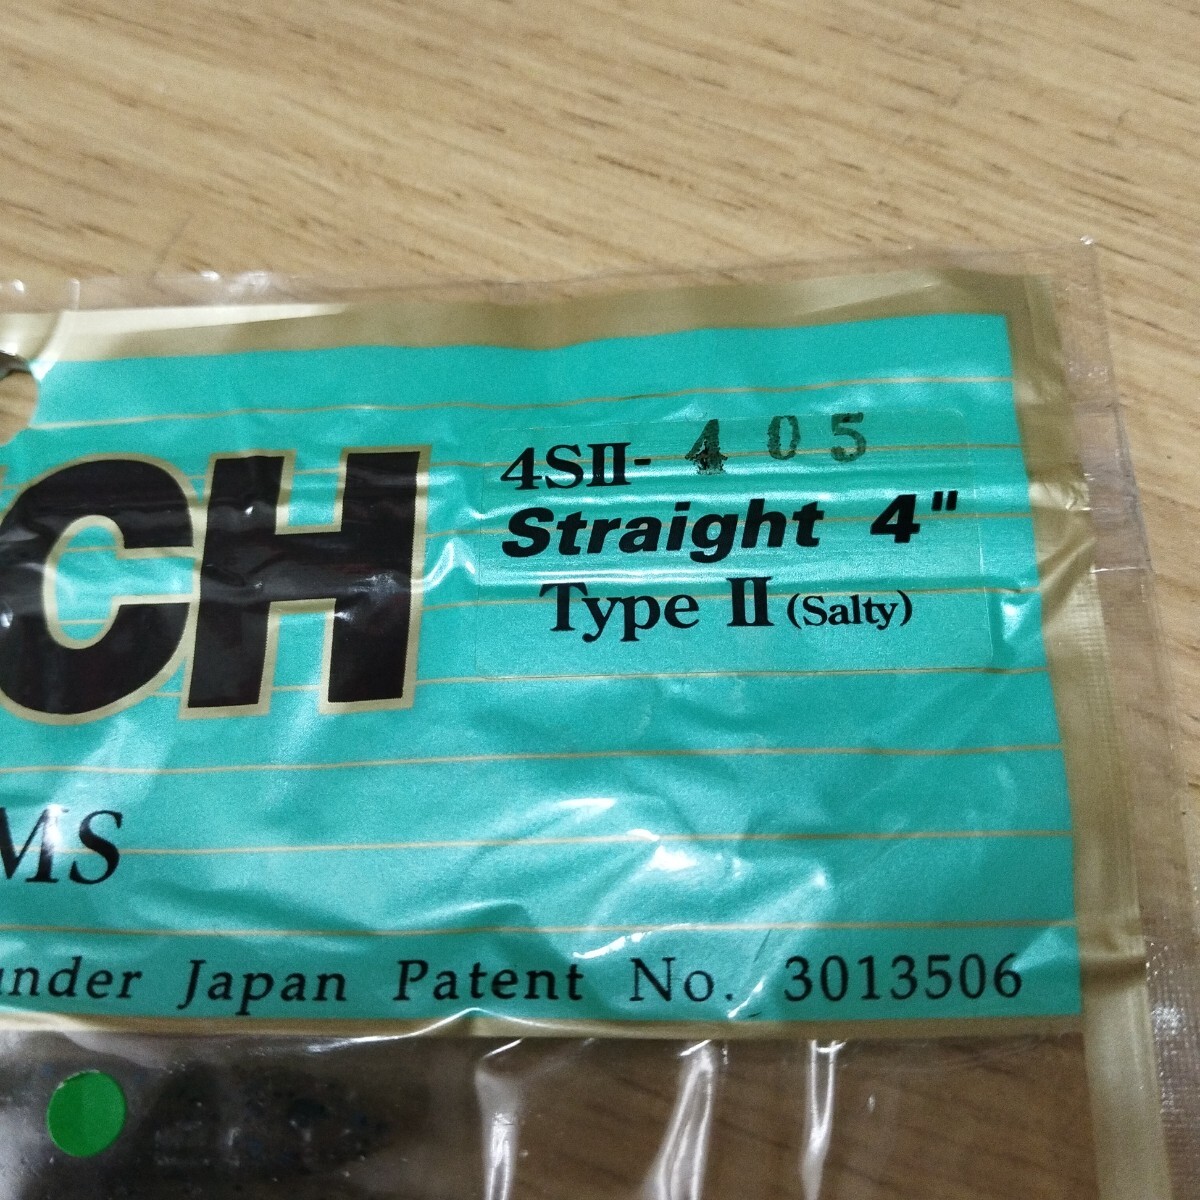 4SII- 405
Straight 4"
Type II (Salty)
CH
MS
under Japan Patent No. 3013506